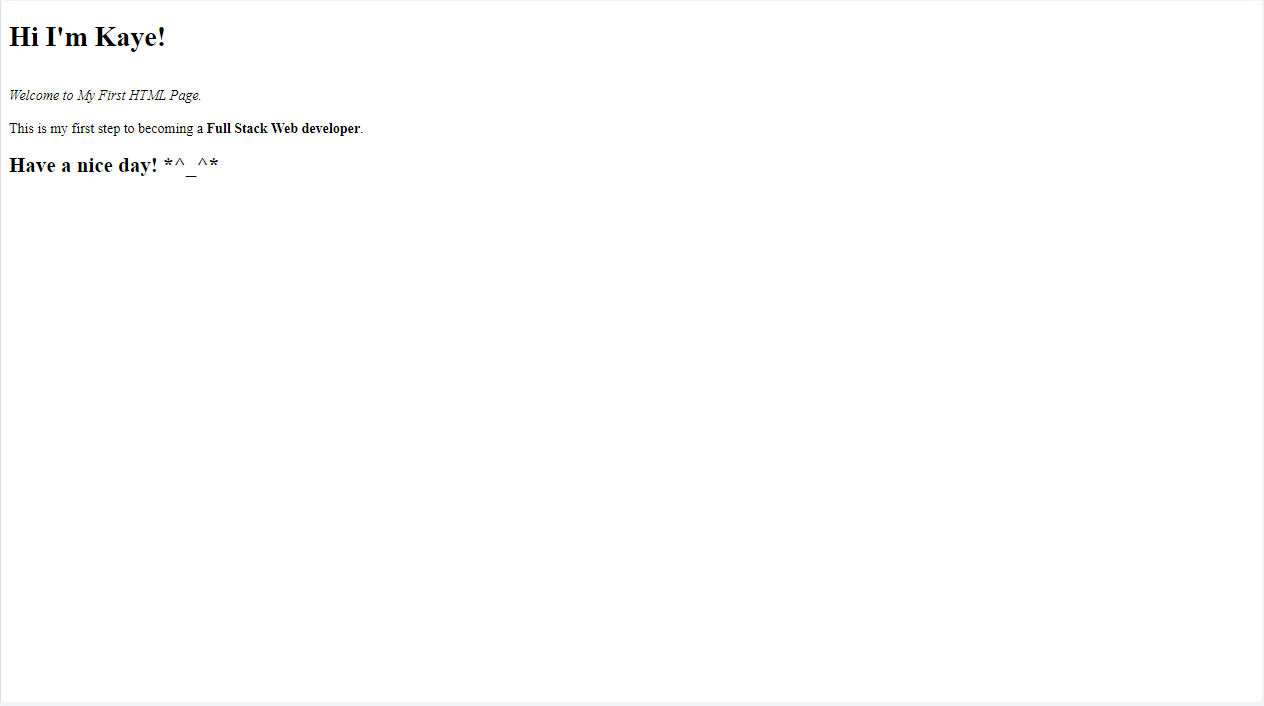 Hi I'm Kaye!
Welcome to My First HTML Page.
This is my first step to becoming a Full Stack Web developer.
Have a nice day! *^_^*